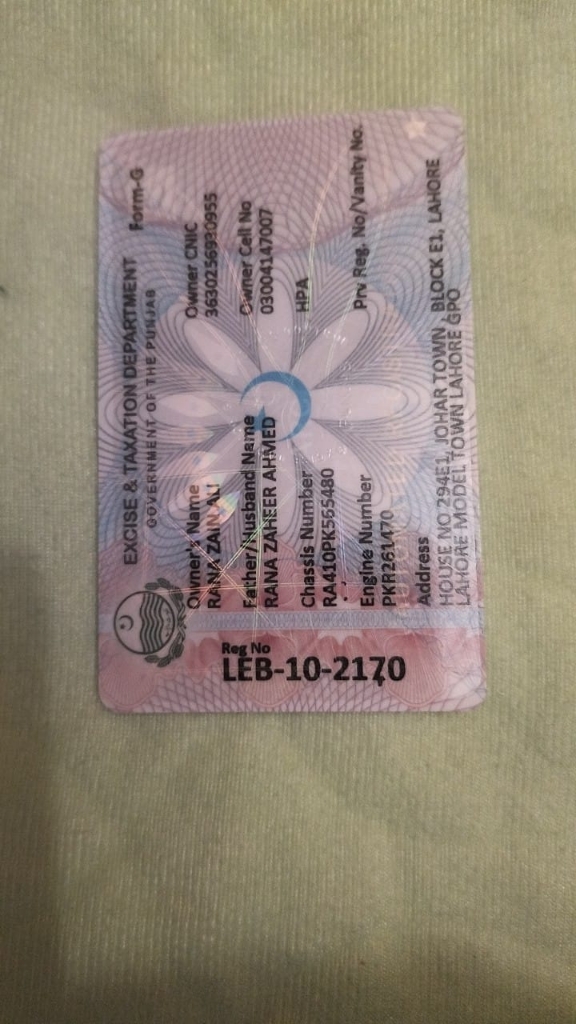 EXCISE & TAXATION DEPARTMENT Form-G
GOVERNMENT OF THE PUNJAB
Owner's Name Owner CNIC
RANA ZAIN ALI 3630256930955
Father/Husband Name Owner Cell No
RANA ZAHEER AHMED 03004147007
Chassis Number HPA
RA410PK565480
Engine Number Prv Reg. No/Vanity No.
PKR261470
Address
HOUSE NO 294E1, JOHAR TOWN, BLOCK E1, LAHORE
LAHORE MODEL TOWN LAHORE GPO
Reg No
LEB-10-2170